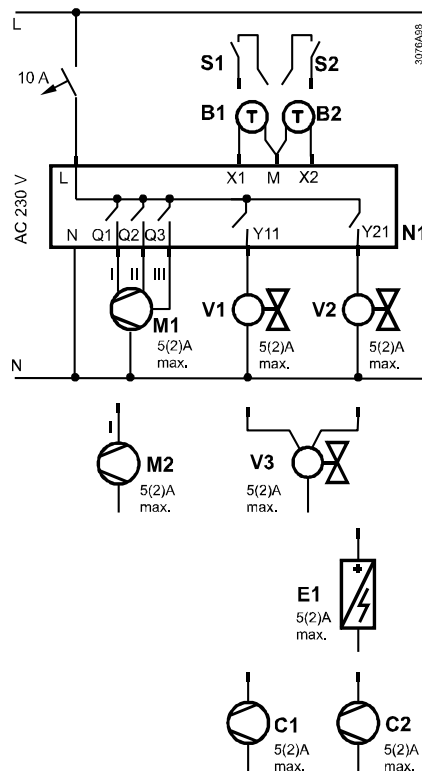 L
3076A98
S1 S2
10 A
B1 T T B2
AC 230 V
L X1 M X2
N Q1 Q2 Q3 Y11 Y21 N1
I II III
M1 V1 V2
5(2)A max.
5(2)A max.
5(2)A max.
N
I
M2 V3
5(2)A max.
5(2)A max.
E1
5(2)A max.
C1 C2
5(2)A max.
5(2)A max.